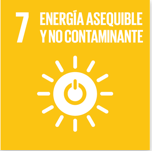 7 ENERGÍA ASEQUIBLE
Y NO CONTAMINANTE